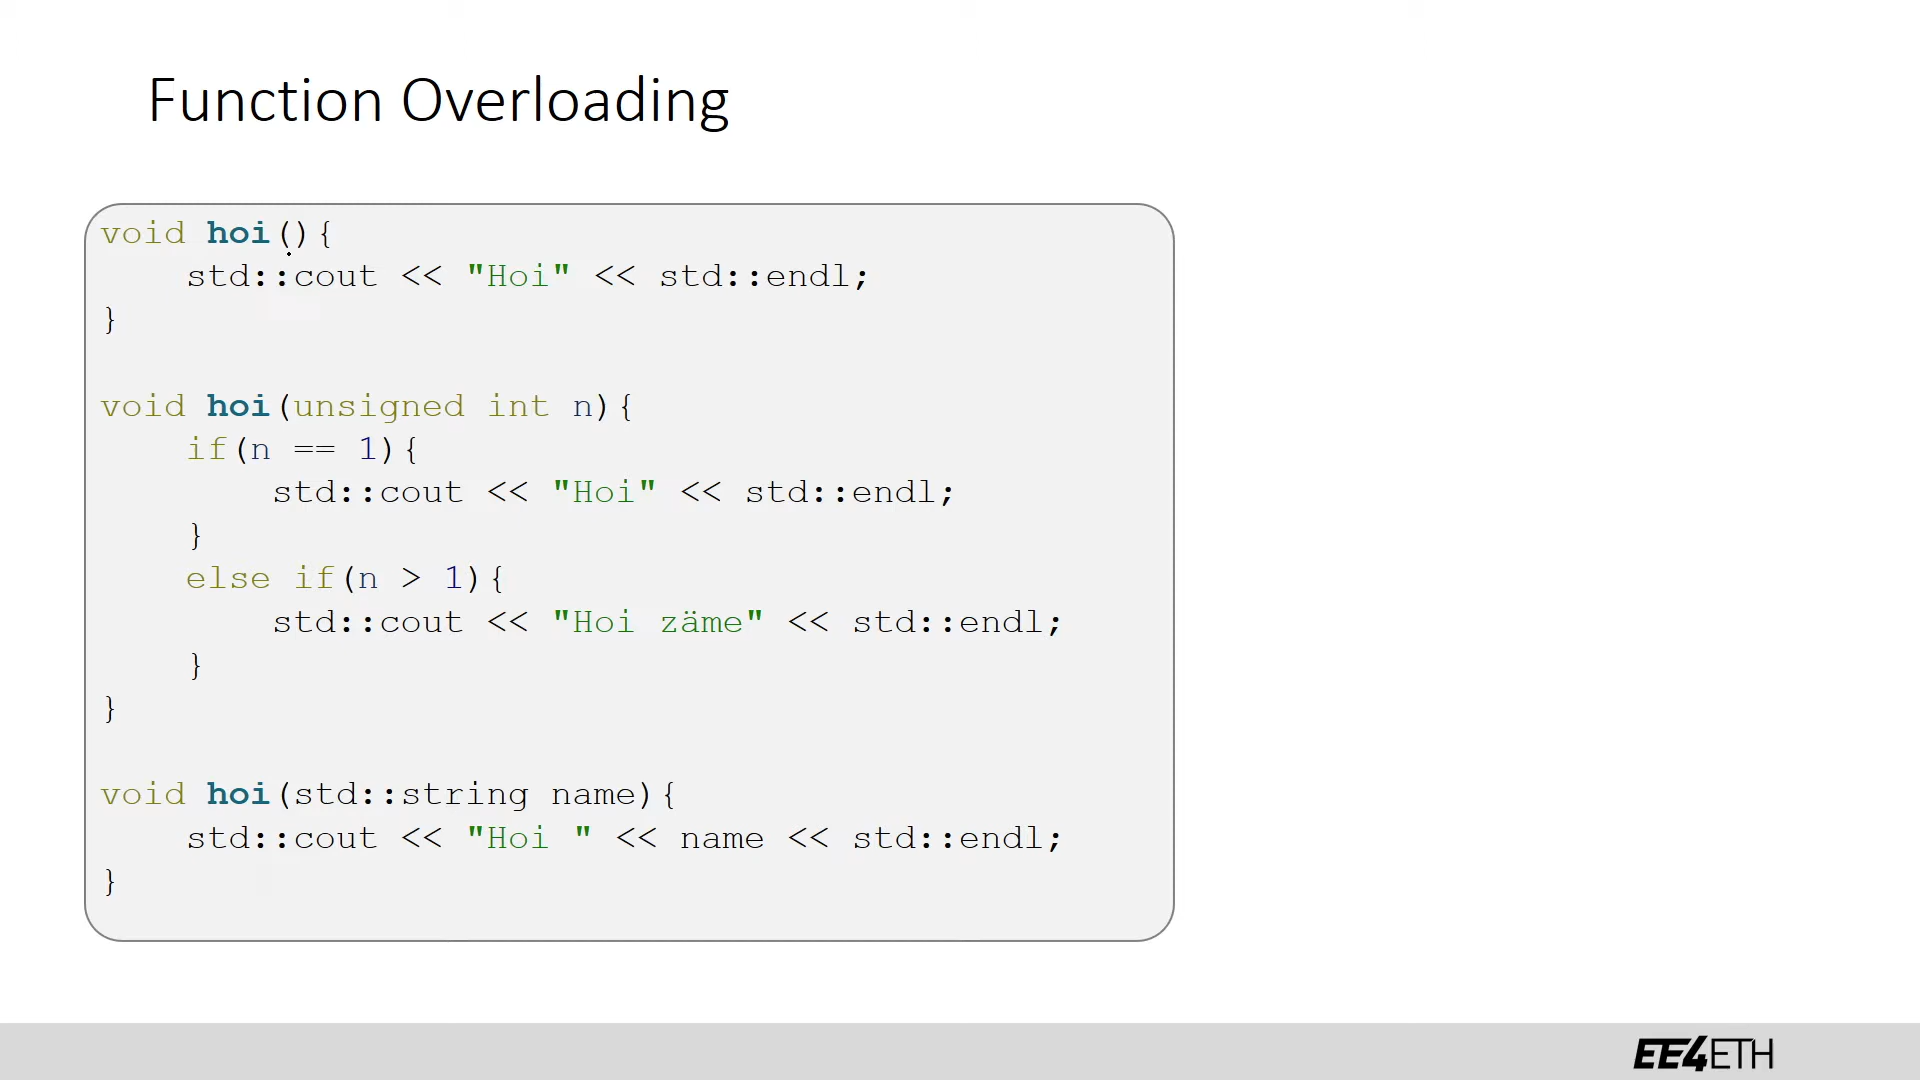 Function Overloading
void hoi(){
    std::cout << "Hoi" << std::endl;
}
void hoi(unsigned int n){
    if(n == 1){
        std::cout << "Hoi" << std::endl;
    }
    else if(n > 1){
        std::cout << "Hoi zäme" << std::endl;
    }
}
void hoi(std::string name){
    std::cout << "Hoi " << name << std::endl;
}
EE4ETH